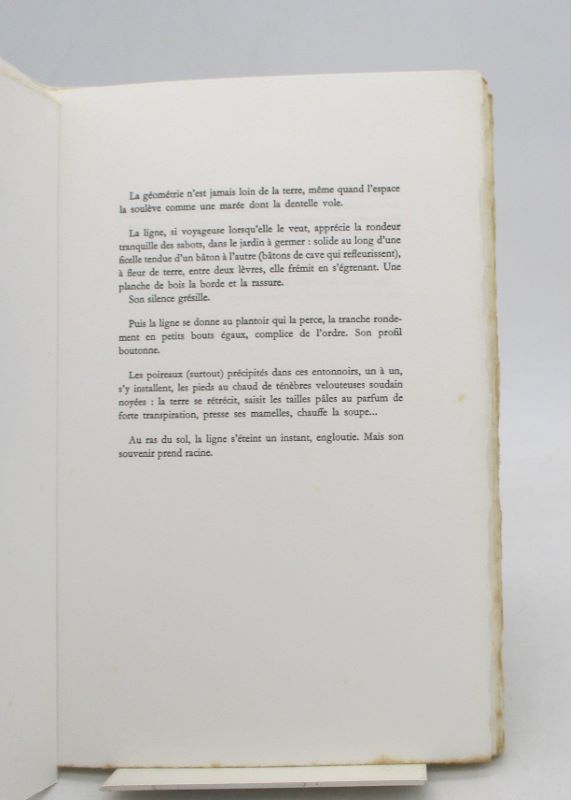 La géométrie n'est jamais loin de la terre, même quand l'espace
la soulève comme une marée dont la dentelle vole.
La ligne, si voyageuse lorsqu'elle le veut, apprécie la rondeur
tranquille des sabots, dans le jardin à germer : solide au long d'une
ficelle tendue d'un bâton à l'autre (bâtons de cave qui refleurissent),
à fleur de terre, entre deux lèvres, elle frémit en s'égrenant. Une
planche de bois la borde et la rassure.
Son silence grésille.
Puis la ligne se donne au plantoir qui la perce, la tranche ronde-
ment en petits bouts égaux, complice de l'ordre. Son profil
boutonne.
Les poireaux (surtout) précipités dans ces entonnoirs, un à un,
s'y installent, les pieds au chaud de ténèbres velouteuses soudain
noyées : la terre se rétrécit, saisit les tailles pâles au parfum de
forte transpiration, presse ses mamelles, chauffe la soupe...
Au ras du sol, la ligne s'éteint un instant, engloutie. Mais son
souvenir prend racine.